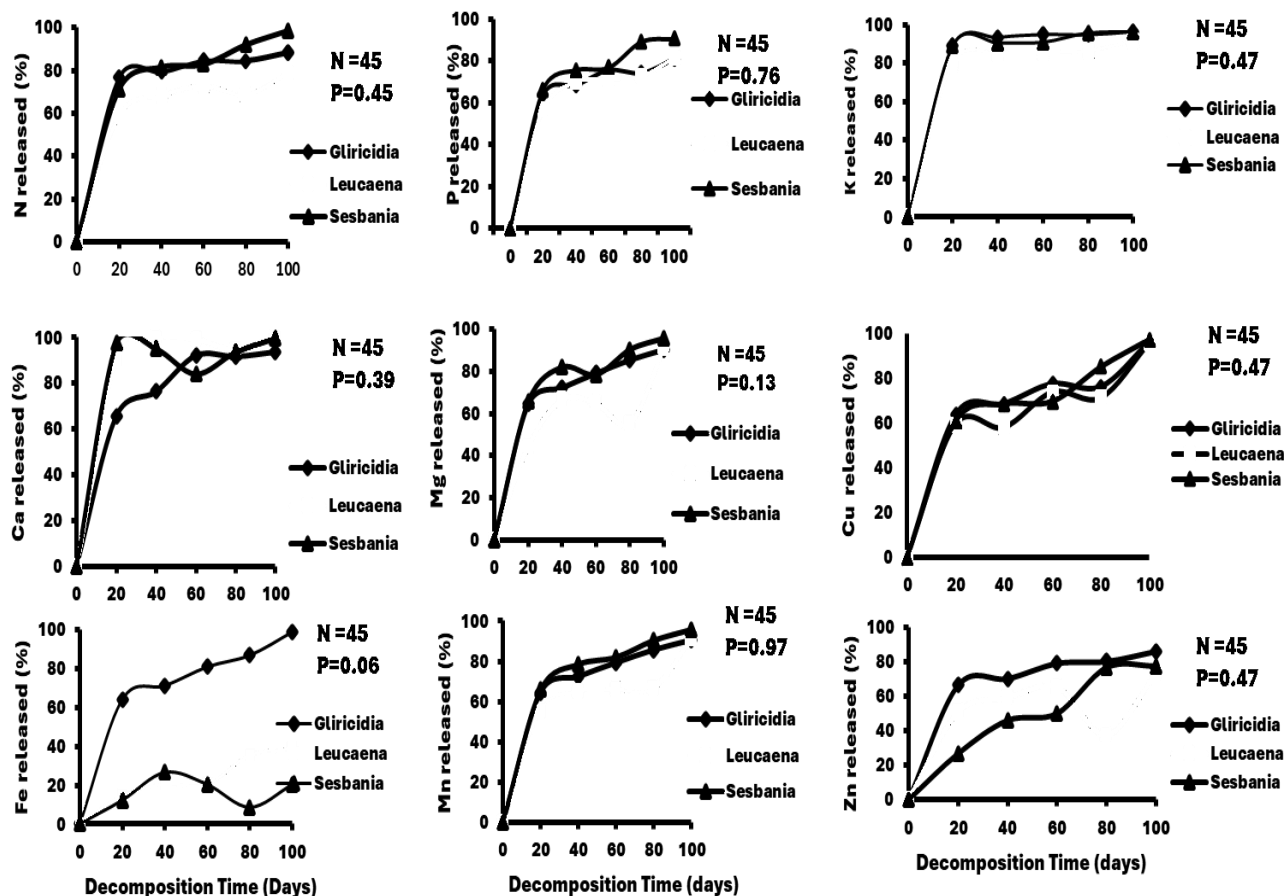 N released (%)
100
80
60
40
20
0
0 20 40 60 80 100
N =45
P=0.45
Gliricidia
Leucaena
Sesbania
P released (%)
100
80
60
40
20
0
0 20 40 60 80 100
N =45
P=0.76
Gliricidia
Leucaena
Sesbania
K released (%)
100
80
60
40
20
0
0 20 40 60 80 100
N =45
P=0.47
Gliricidia
Leucaena
Sesbania
Ca released (%)
100
80
60
40
20
0
0 20 40 60 80 100
N =45
P=0.39
Gliricidia
Leucaena
Sesbania
Mg released (%)
100
80
60
40
20
0
0 20 40 60 80 100
N =45
P=0.13
Gliricidia
Leucaena
Sesbania
Cu released (%)
100
80
60
40
20
0
0 20 40 60 80 100
N =45
P=0.47
Gliricidia
Leucaena
Sesbania
Fe released (%)
100
80
60
40
20
0
0 20 40 60 80 100
N =45
P=0.06
Gliricidia
Leucaena
Sesbania
Decomposition Time (Days)
Mn released (%)
100
80
60
40
20
0
0 20 40 60 80 100
N =45
P=0.97
Gliricidia
Leucaena
Sesbania
Decomposition Time (Days)
Zn released (%)
100
80
60
40
20
0
0 20 40 60 80 100
N =45
P=0.47
Gliricidia
Leucaena
Sesbania
Decomposition Time (days)